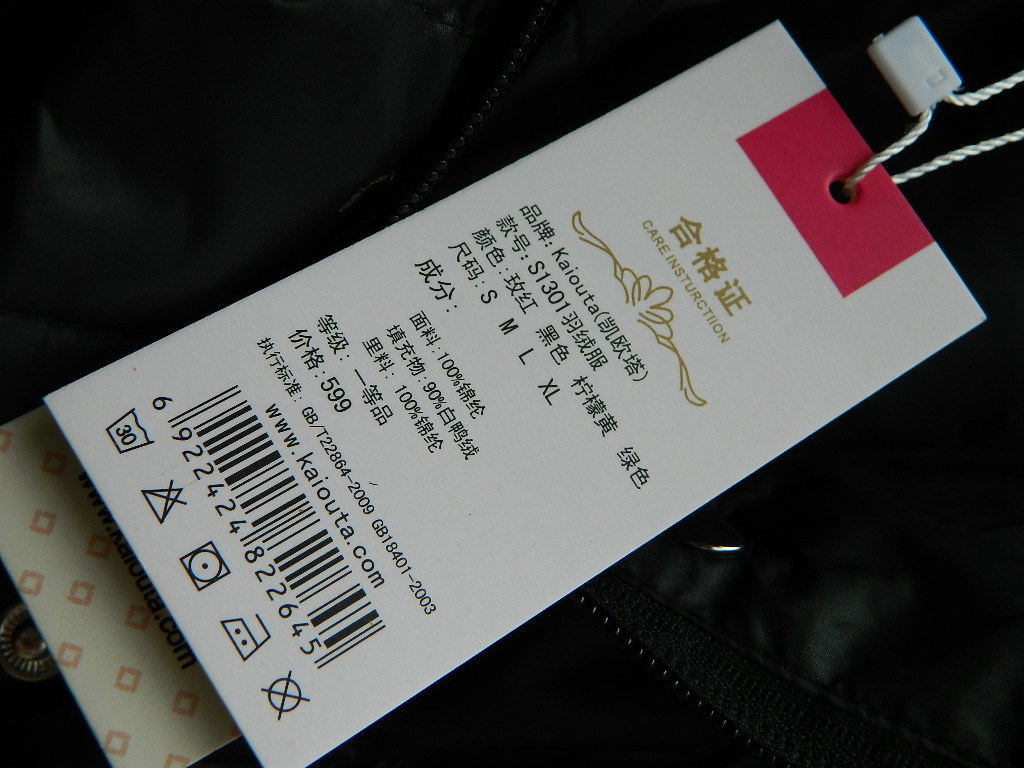 合格证
CARE INSTURCTIION
品牌: Kaiouta(凯欧塔)
款号: S1301羽绒服
颜色: 玫红 黑色 柠檬黄 绿色
尺码: S M L XL
成分:
面料: 100%锦纶
填充物: 90%白鸭绒
里料: 100%锦纶
等级: 一等品
价格: 599
执行标准: GB/T22864-2009 GB18401-2003
www.kaiouta.com
6 922424 822645
30
www.kaiouta.com